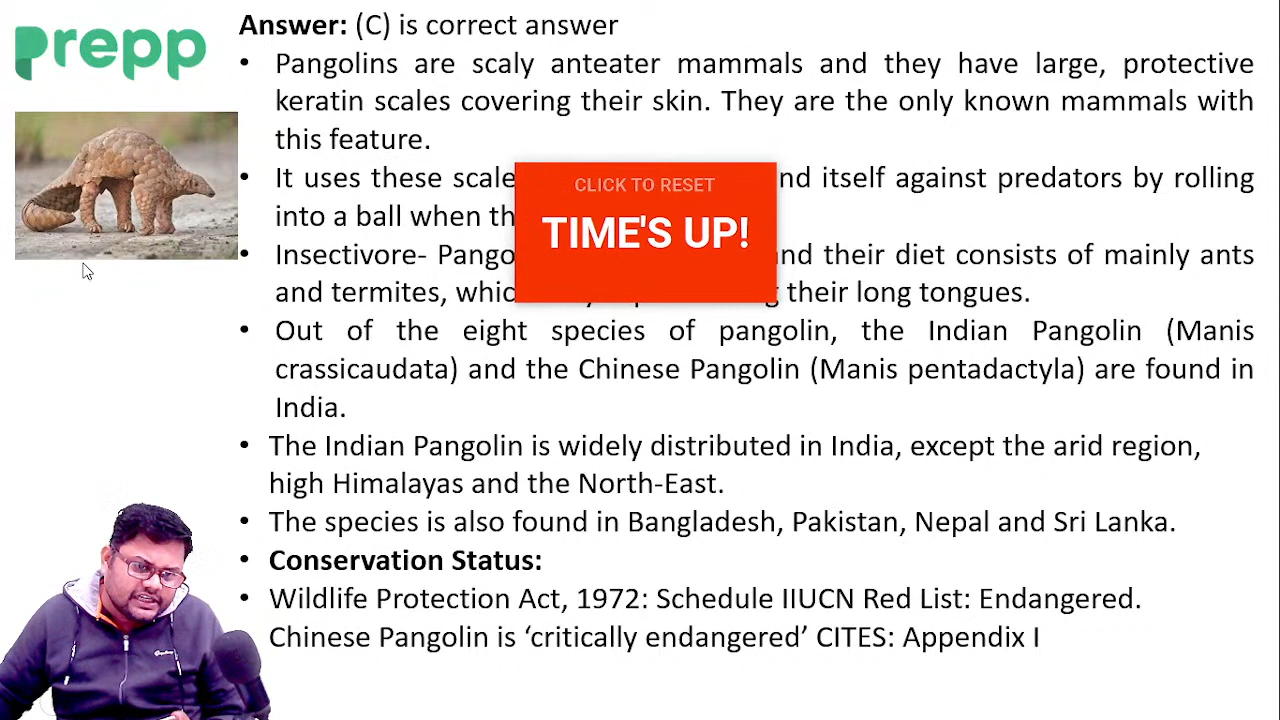 prepp
Answer: (C) is correct answer
• Pangolins are scaly anteater mammals and they have large, protective
keratin scales covering their skin. They are the only known mammals with
this feature.
• It uses these scale nd itself against predators by rolling
into a ball when th
CLICK TO RESET
TIME'S UP!
• Insectivore- Pango nd their diet consists of mainly ants
and termites, whic g their long tongues.
• Out of the eight species of pangolin, the Indian Pangolin (Manis
crassicaudata) and the Chinese Pangolin (Manis pentadactyla) are found in
India.
• The Indian Pangolin is widely distributed in India, except the arid region,
high Himalayas and the North-East.
• The species is also found in Bangladesh, Pakistan, Nepal and Sri Lanka.
• Conservation Status:
• Wildlife Protection Act, 1972: Schedule IIUCN Red List: Endangered.
Chinese Pangolin is ‘critically endangered’ CITES: Appendix I